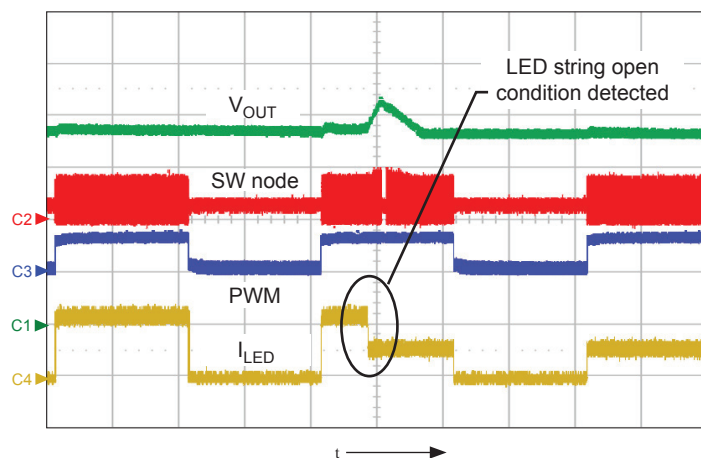 LED string open
condition detected
VOUT
SW node
C2
C3
PWM
C1
ILED
C4
t